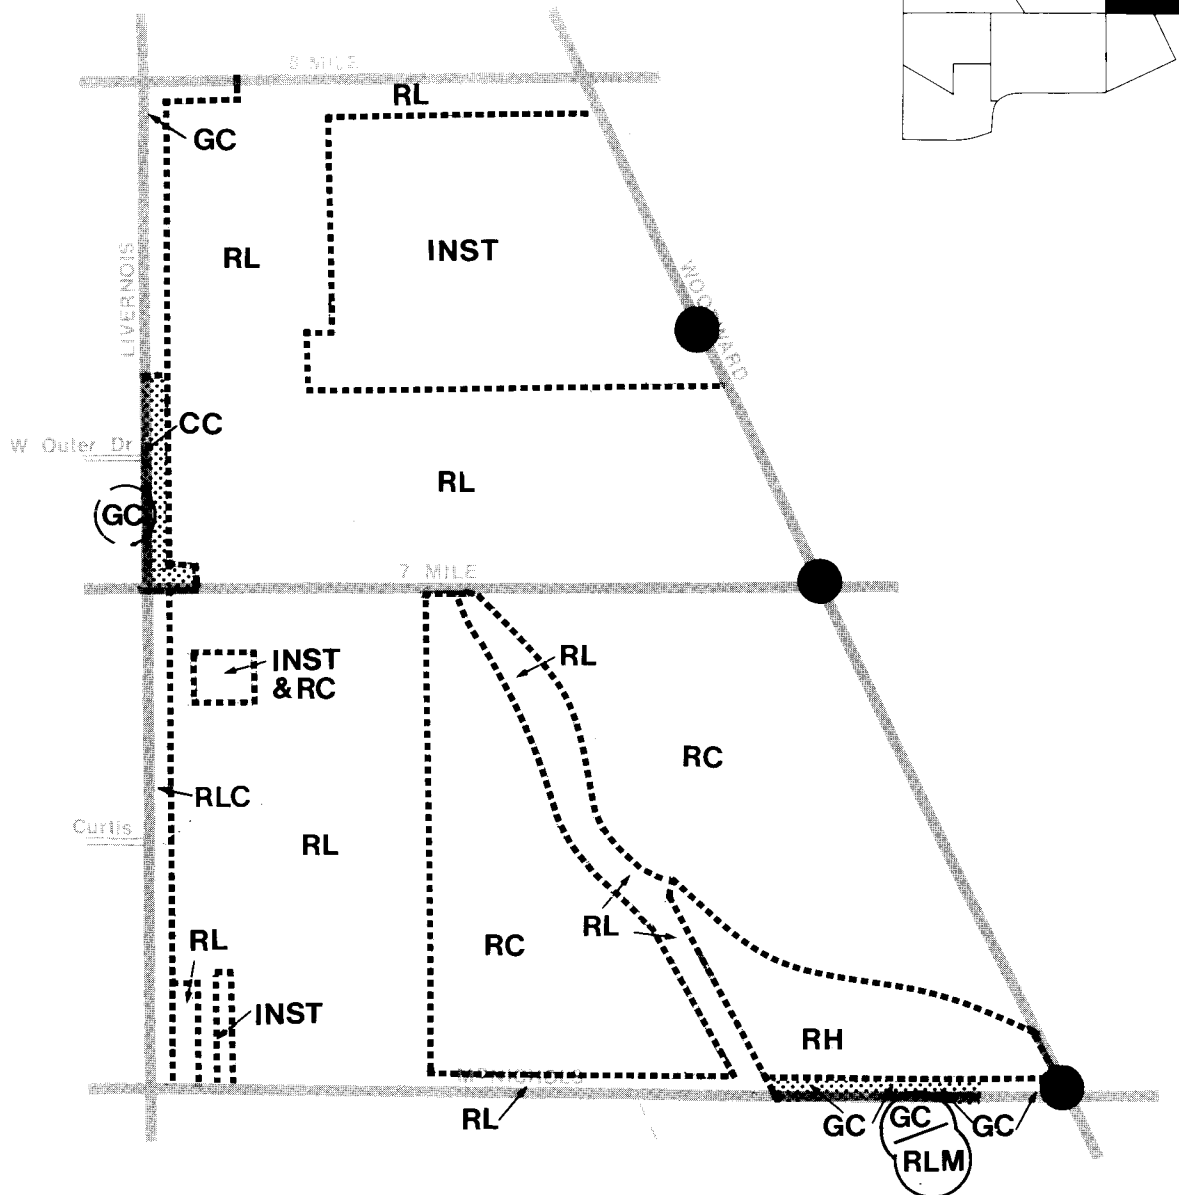 8 MILE
RL
GC
RL
INST
LIVERNOIS
WOODWARD
CC
W Outer Dr
RL
GC
7 MILE
INST
& RC
RL
RC
RLC
Curtis
RL
RL
RL
RC
INST
RH
McNICHOLS
RL
GC
GC
GC
RLM